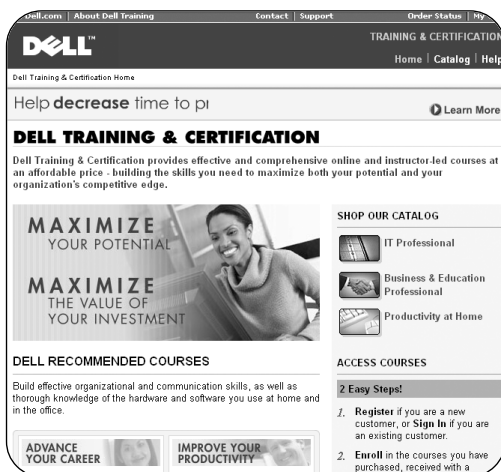 Dell.com | About Dell Training Contact | Support Order Status | My
DELL™
TRAINING & CERTIFICATION
Home | Catalog | Help
Dell Training & Certification Home
Help decrease time to pr
Learn More
DELL TRAINING & CERTIFICATION
Dell Training & Certification provides effective and comprehensive online and instructor-led courses at
an affordable price - building the skills you need to maximize both your potential and your
organization's competitive edge.
MAXIMIZE
YOUR POTENTIAL
MAXIMIZE
THE VALUE OF
YOUR INVESTMENT
SHOP OUR CATALOG
IT Professional
Business & Education
Professional
Productivity at Home
DELL RECOMMENDED COURSES
Build effective organizational and communication skills, as well as
thorough knowledge of the hardware and software you use at home and
in the office.
ADVANCE
YOUR CAREER
IMPROVE YOUR
PRODUCTIVITY
ACCESS COURSES
2 Easy Steps!
1. Register if you are a new
customer, or Sign In if you are
an existing customer.
2. Enroll in the courses you have
purchased, received with a